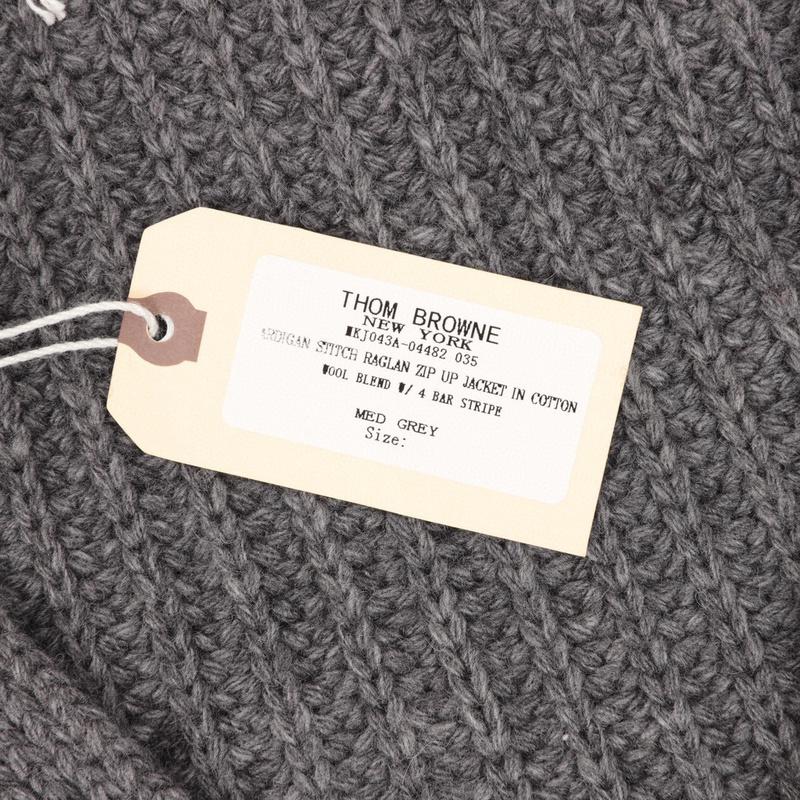 THOM BROWNE
NEW YORK
MKJ043A-04482 035
ARDIGAN STITCH RAGLAN ZIP UP JACKET IN COTTON
WOOL BLEND W/ 4 BAR STRIPE
MED GREY
Size: